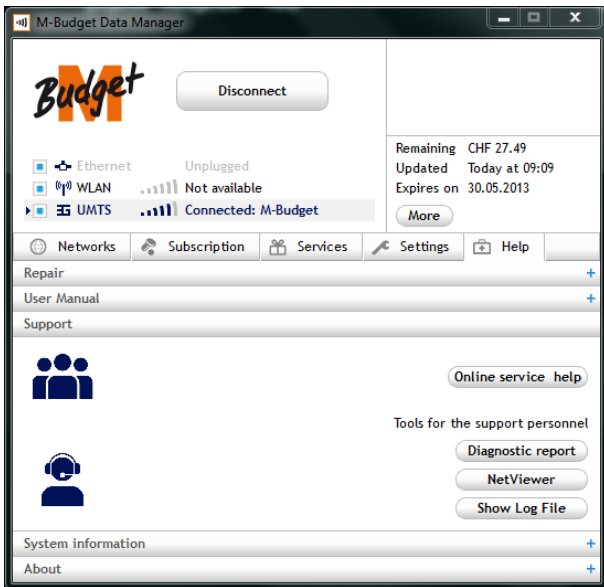 M-Budget Data Manager
M
Budget
Disconnect
Ethernet Unplugged
WLAN Not available
3G UMTS Connected: M-Budget
Remaining CHF 27.49
Updated Today at 09:09
Expires on 30.05.2013
More
Networks Subscription Services Settings Help
Repair +
User Manual +
Support
Online service help
Tools for the support personnel
Diagnostic report
NetViewer
Show Log File
System information +
About +